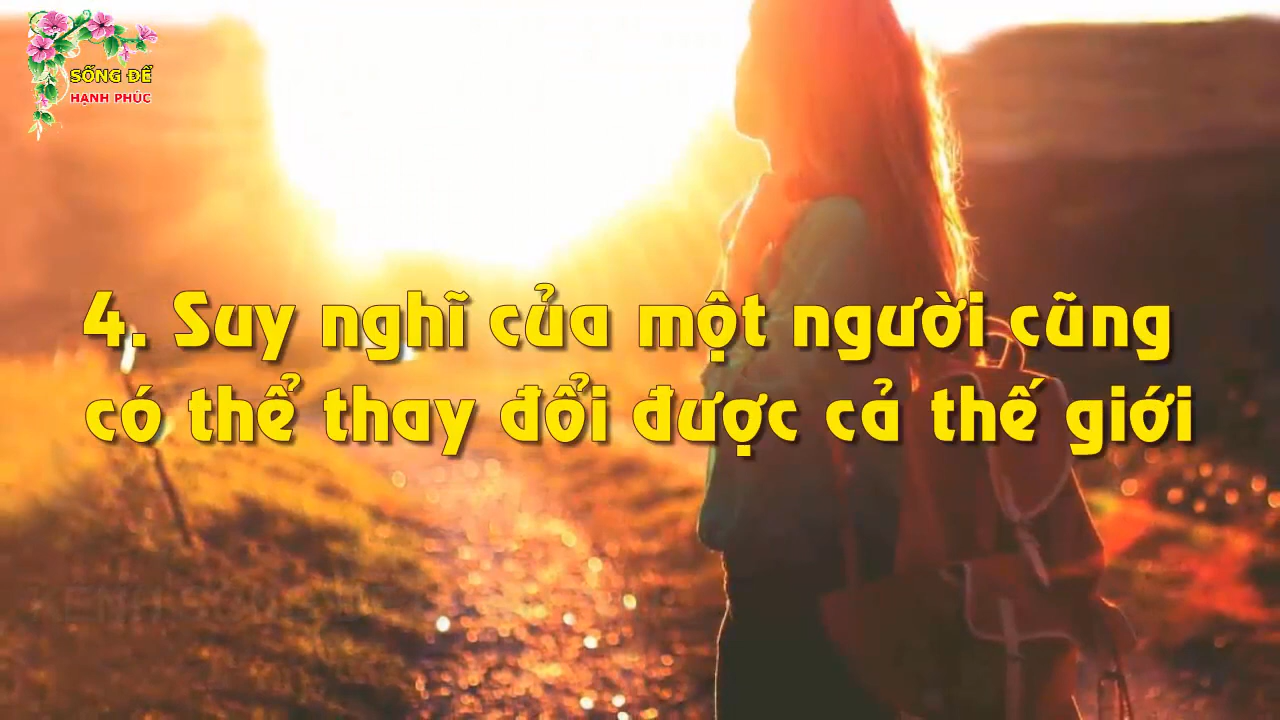 SỐNG ĐỂ
HẠNH PHÚC
4. Suy nghĩ của một người cũng
có thể thay đổi được cả thế giới